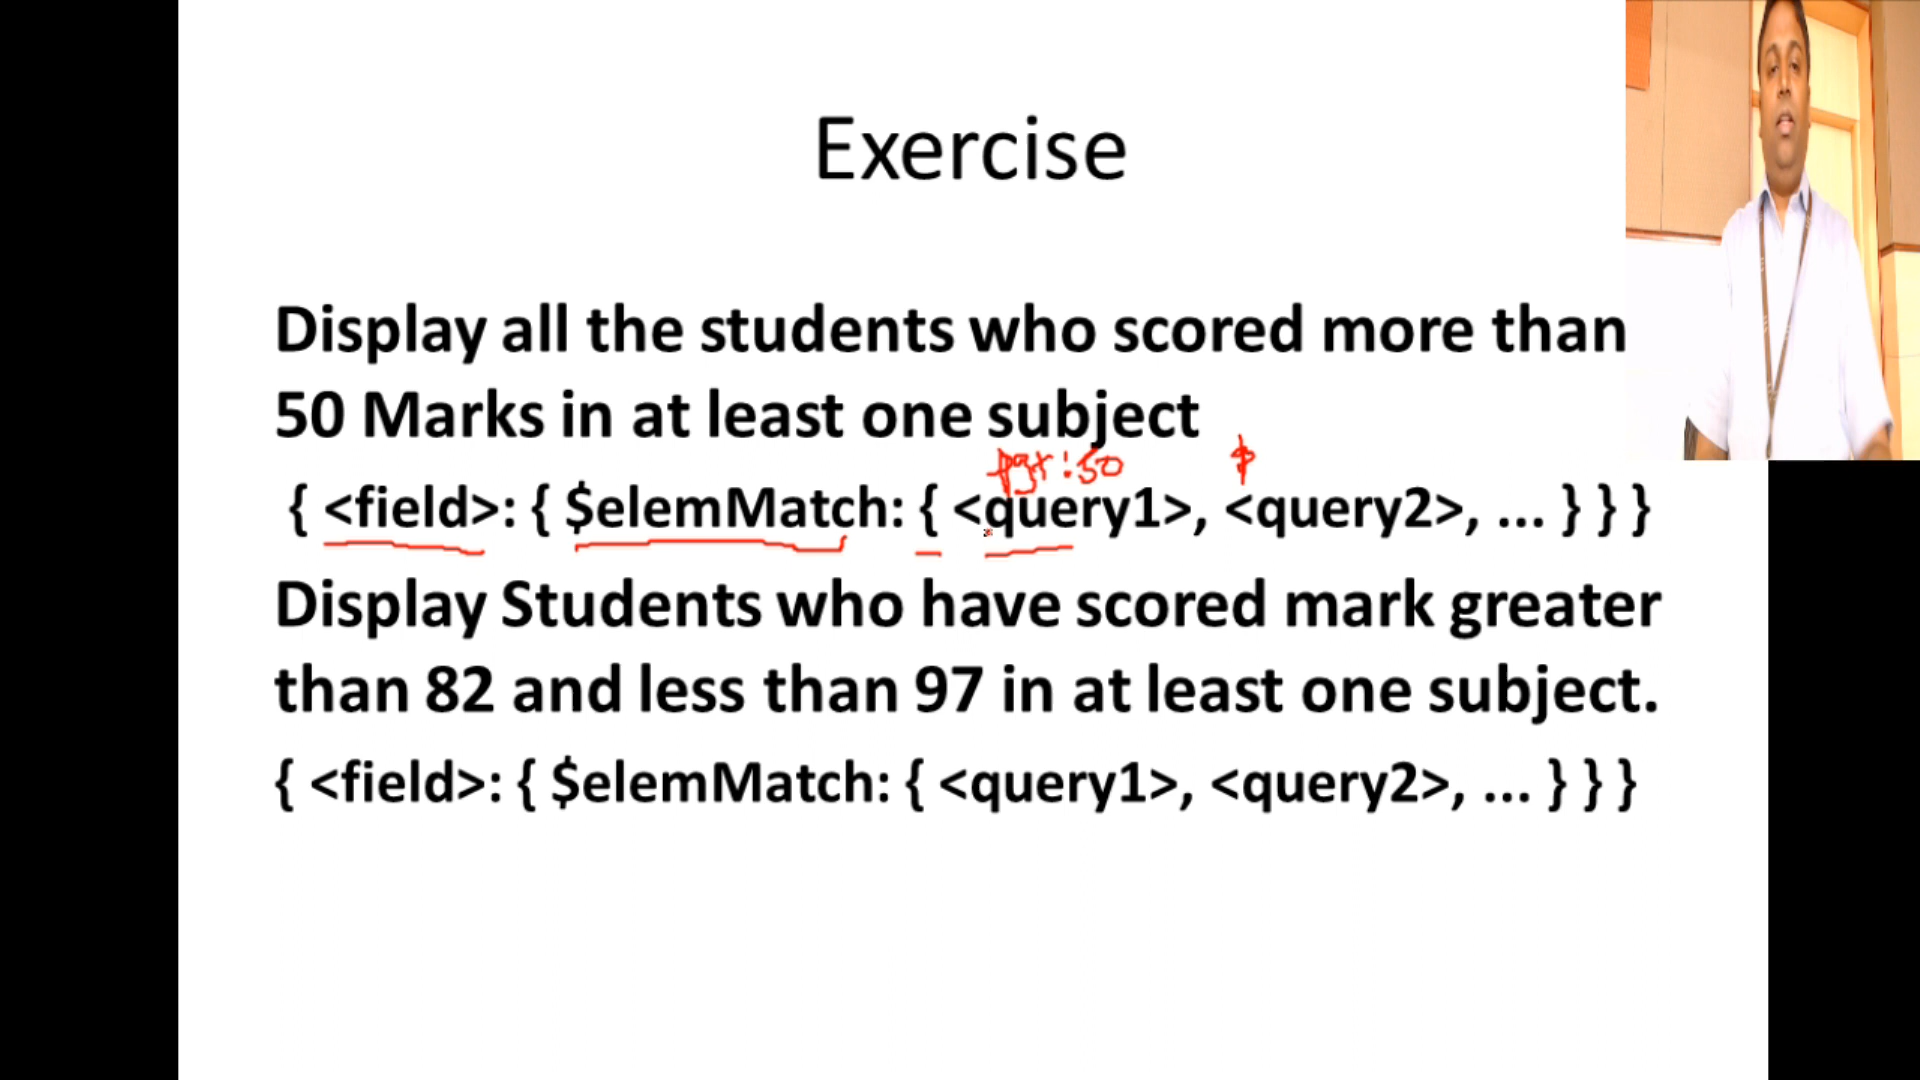 Exercise
Display all the students who scored more than
50 Marks in at least one subject
$gt:50 $
{ <field>: { $elemMatch: { <query1>, <query2>, ... } } }
Display Students who have scored mark greater
than 82 and less than 97 in at least one subject.
{ <field>: { $elemMatch: { <query1>, <query2>, ... } } }